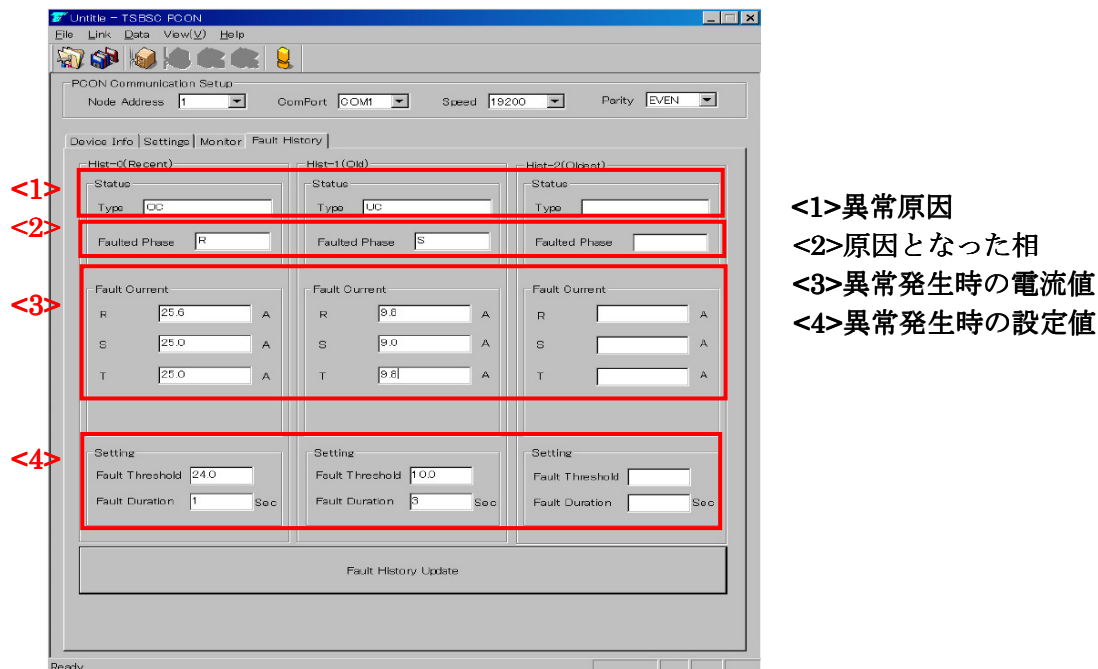 Untitle - TSBSC PCON
File Link Data View(V) Help
PCON Communication Setup
Node Address 1 ComPort COM1 Speed 19200 Parity EVEN
Device Info Settings Monitor Fault History
Hist-0(Recent) Hist-1(Old) Hist-2(Oldest)
<1> Status Status Status
Type OC Type UC Type
<2> Faulted Phase R Faulted Phase S Faulted Phase
Fault Current Fault Current Fault Current
<3> R 25.6 A R 9.8 A R A
S 25.0 A S 9.0 A S A
T 25.0 A T 9.8 A T A
<4> Setting Setting Setting
Fault Threshold 24.0 Fault Threshold 10.0 Fault Threshold
Fault Duration 1 Sec Fault Duration 3 Sec Fault Duration Sec
Fault History Update
Ready
<1>異常原因
<2>原因となった相
<3>異常発生時の電流値
<4>異常発生時の設定値